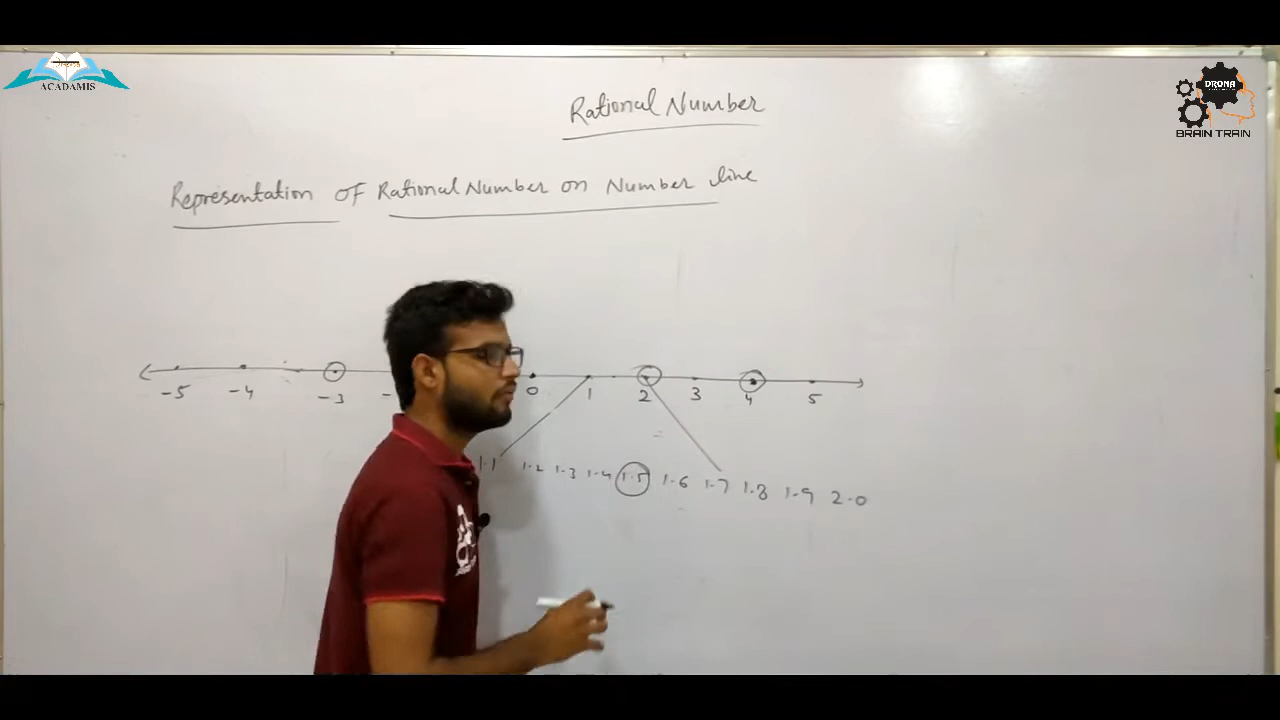 ACADAMIS
DRONA
BRAIN TRAIN
Rational Number
Representation of Rational Number on Number line
-5 -4 -3 - 0 1 2 3 4 5
1.1 1.2 1.3 1.4 1.5 1.6 1.7 1.8 1.9 2.0